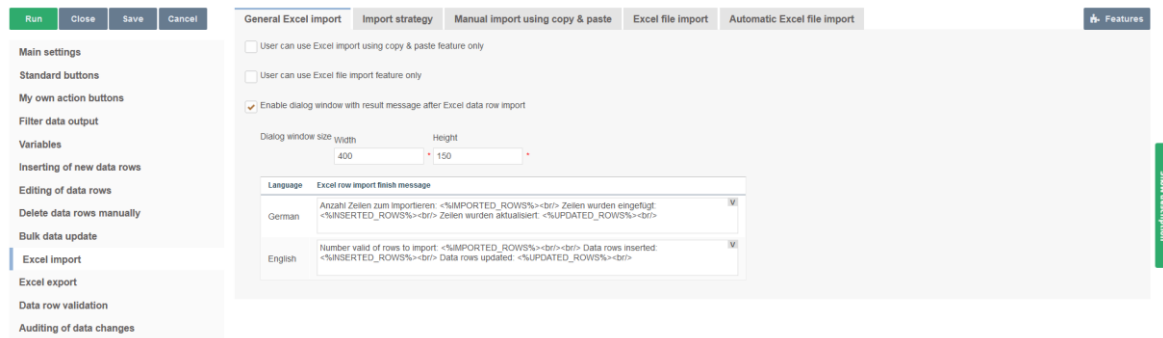 Run Close Save Cancel
General Excel import Import strategy Manual import using copy & paste Excel file import Automatic Excel file import
Features
Main settings
Standard buttons
My own action buttons
Filter data output
Variables
Inserting of new data rows
Editing of data rows
Delete data rows manually
Bulk data update
Excel import
Excel export
Data row validation
Auditing of data changes
User can use Excel import using copy & paste feature only
User can use Excel file import feature only
Enable dialog window with result message after Excel data row import
Dialog window size Width Height
400 * 150 *
Language Excel row import finish message
German
Anzahl Zeilen zum Importieren: <%IMPORTED_ROWS%><br/> Zeilen wurden eingefügt:
<%INSERTED_ROWS%><br/> Zeilen wurden aktualisiert: <%UPDATED_ROWS%><br/>
V
English
Number valid of rows to import: <%IMPORTED_ROWS%><br/><br/> Data rows inserted:
<%INSERTED_ROWS%><br/> Data rows updated: <%UPDATED_ROWS%><br/>
V